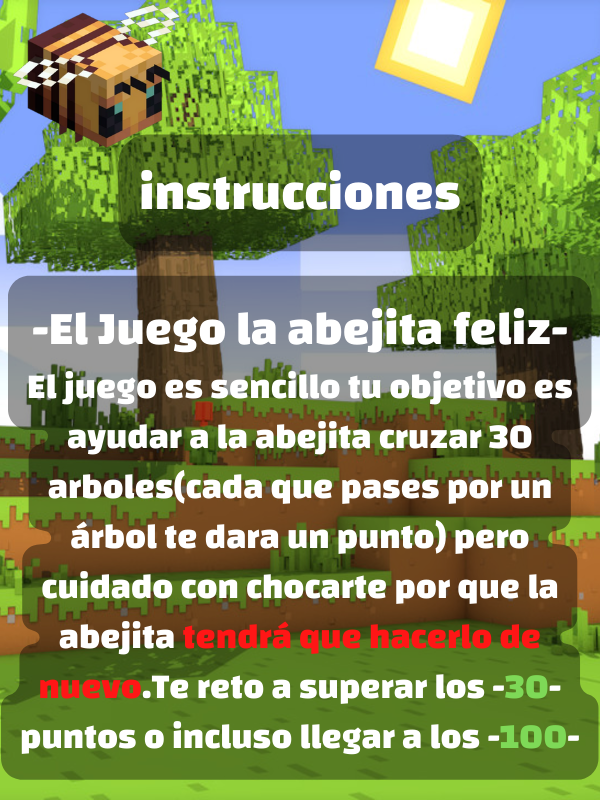 instrucciones
-El Juego la abejita feliz-
El juego es sencillo tu objetivo es
ayudar a la abejita cruzar 30
arboles(cada que pases por un
árbol te dara un punto) pero
cuidado con chocarte por que la
abejita tendrá que hacerlo de
nuevo.Te reto a superar los -30-
puntos o incluso llegar a los -100-